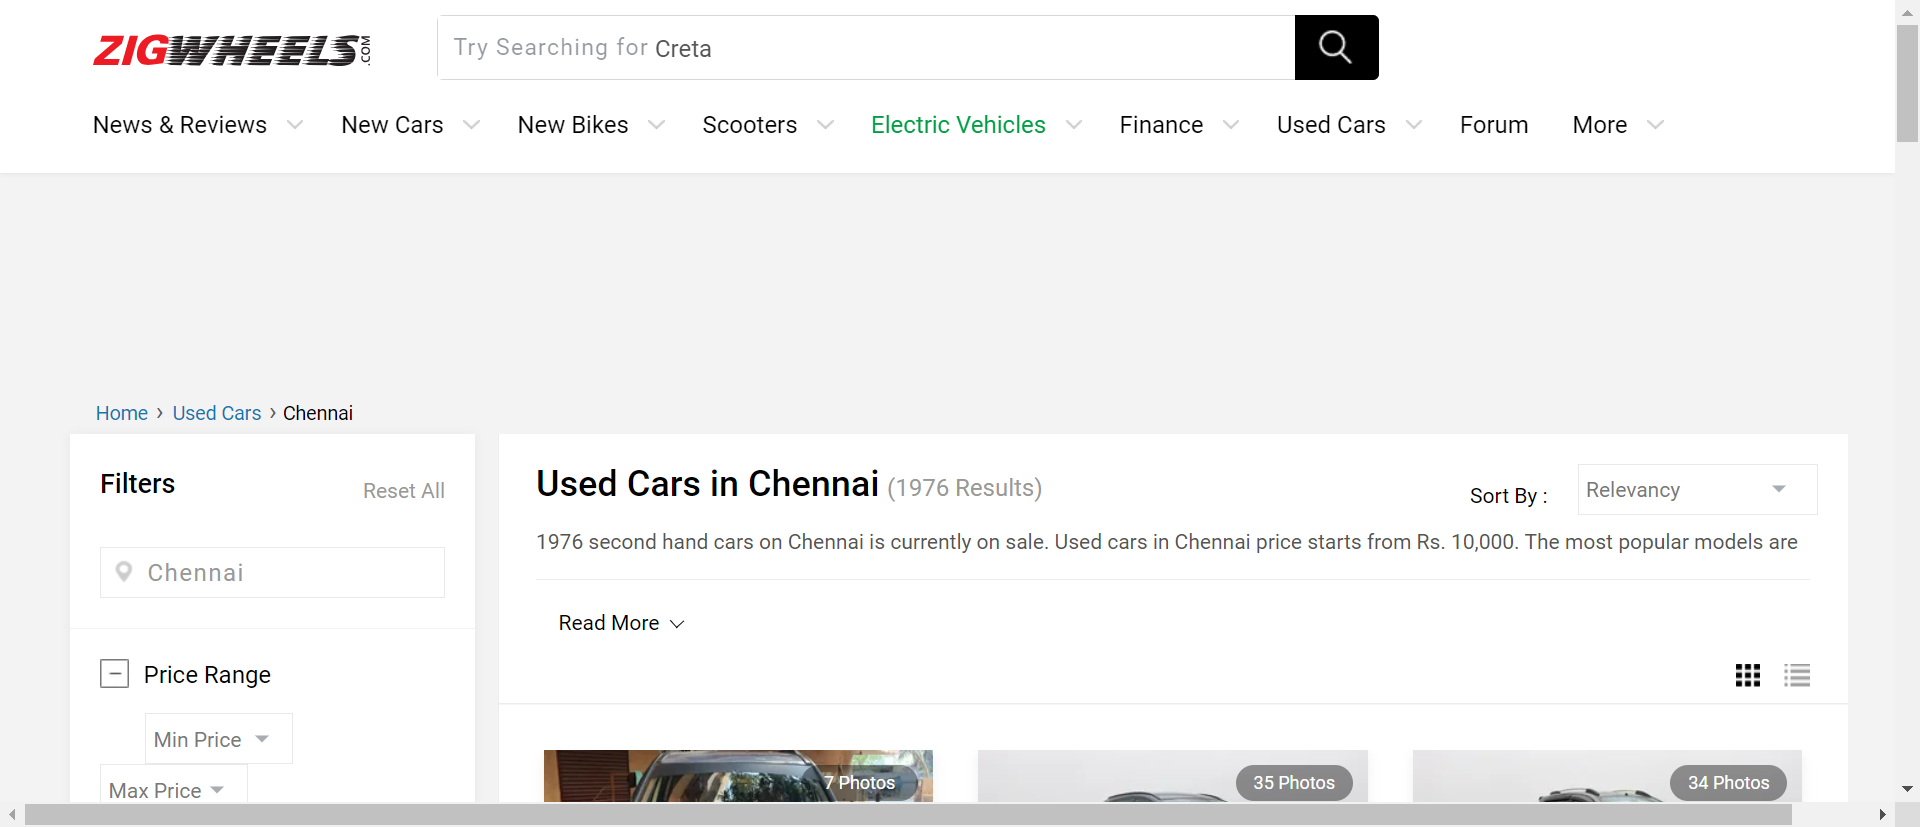 ZIGWHEELS.COM
Try Searching for Creta
News & Reviews New Cars New Bikes Scooters Electric Vehicles Finance Used Cars Forum More
Home › Used Cars › Chennai
Filters
Reset All
Chennai
Price Range
Min Price
Max Price
Used Cars in Chennai (1976 Results)
Sort By : Relevancy
1976 second hand cars on Chennai is currently on sale. Used cars in Chennai price starts from Rs. 10,000. The most popular models are
Read More
7 Photos
35 Photos
34 Photos